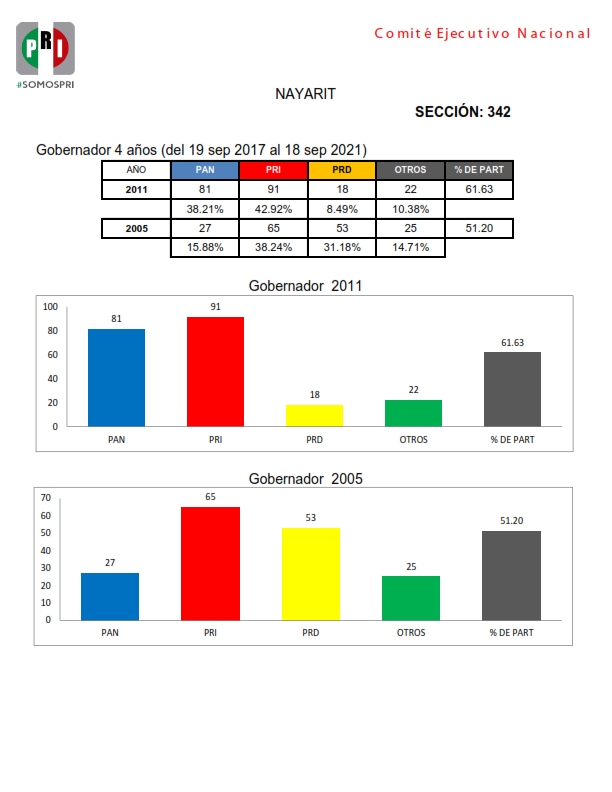 Comité Ejecutivo Nacional
PRI
#SOMOSPRI
NAYARIT
SECCIÓN: 342
Gobernador 4 años (del 19 sep 2017 al 18 sep 2021)
AÑO PAN PRI PRD OTROS % DE PART
2011 81 91 18 22 61.63
38.21% 42.92% 8.49% 10.38%
2005 27 65 53 25 51.20
15.88% 38.24% 31.18% 14.71%
Gobernador 2011
100
80
60
40
20
0
81
91
18
22
61.63
PAN PRI PRD OTROS % DE PART
Gobernador 2005
70
60
50
40
30
20
10
0
27
65
53
25
51.20
PAN PRI PRD OTROS % DE PART